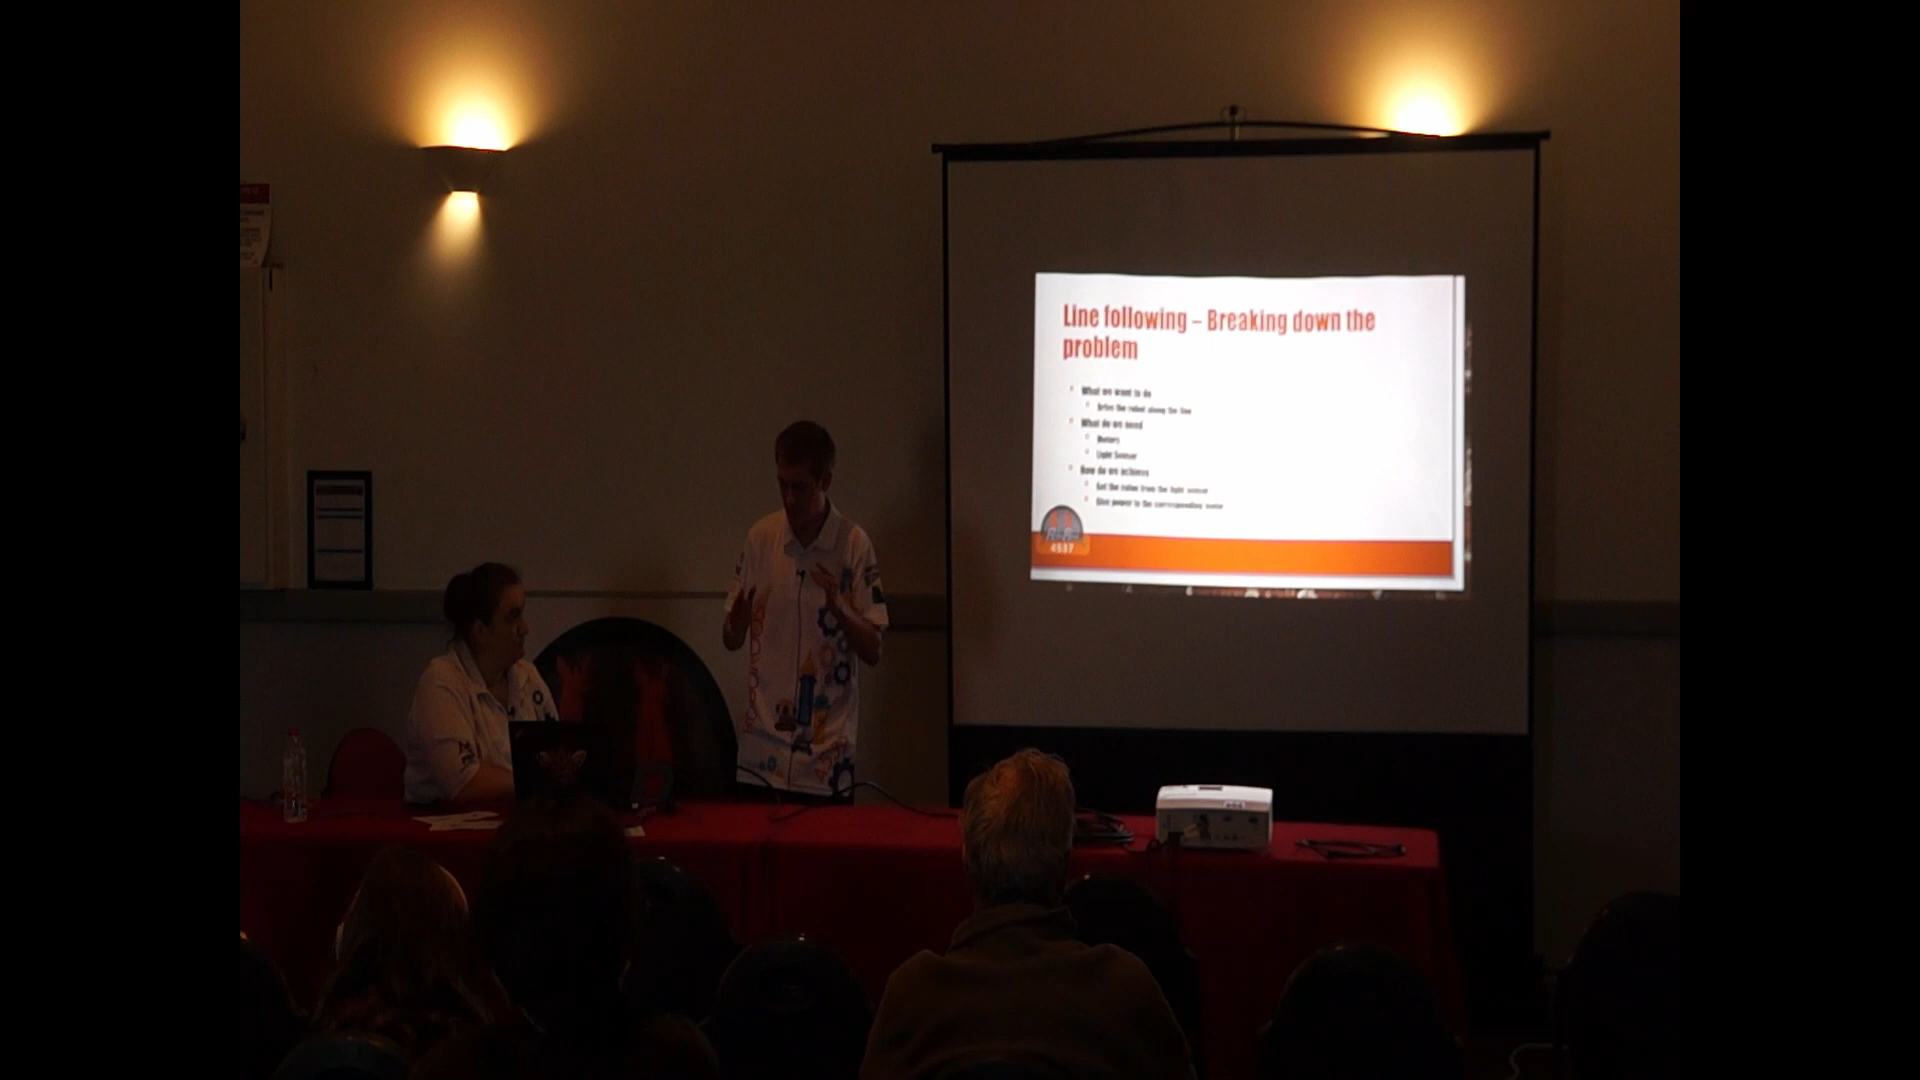 Line following – Breaking down the
problem
What we want to do
Drive the robot along the line
What do we need
Motors
Light Sensor
How do we achieve
Get the value from the light sensor
Give power to the corresponding motor
4537